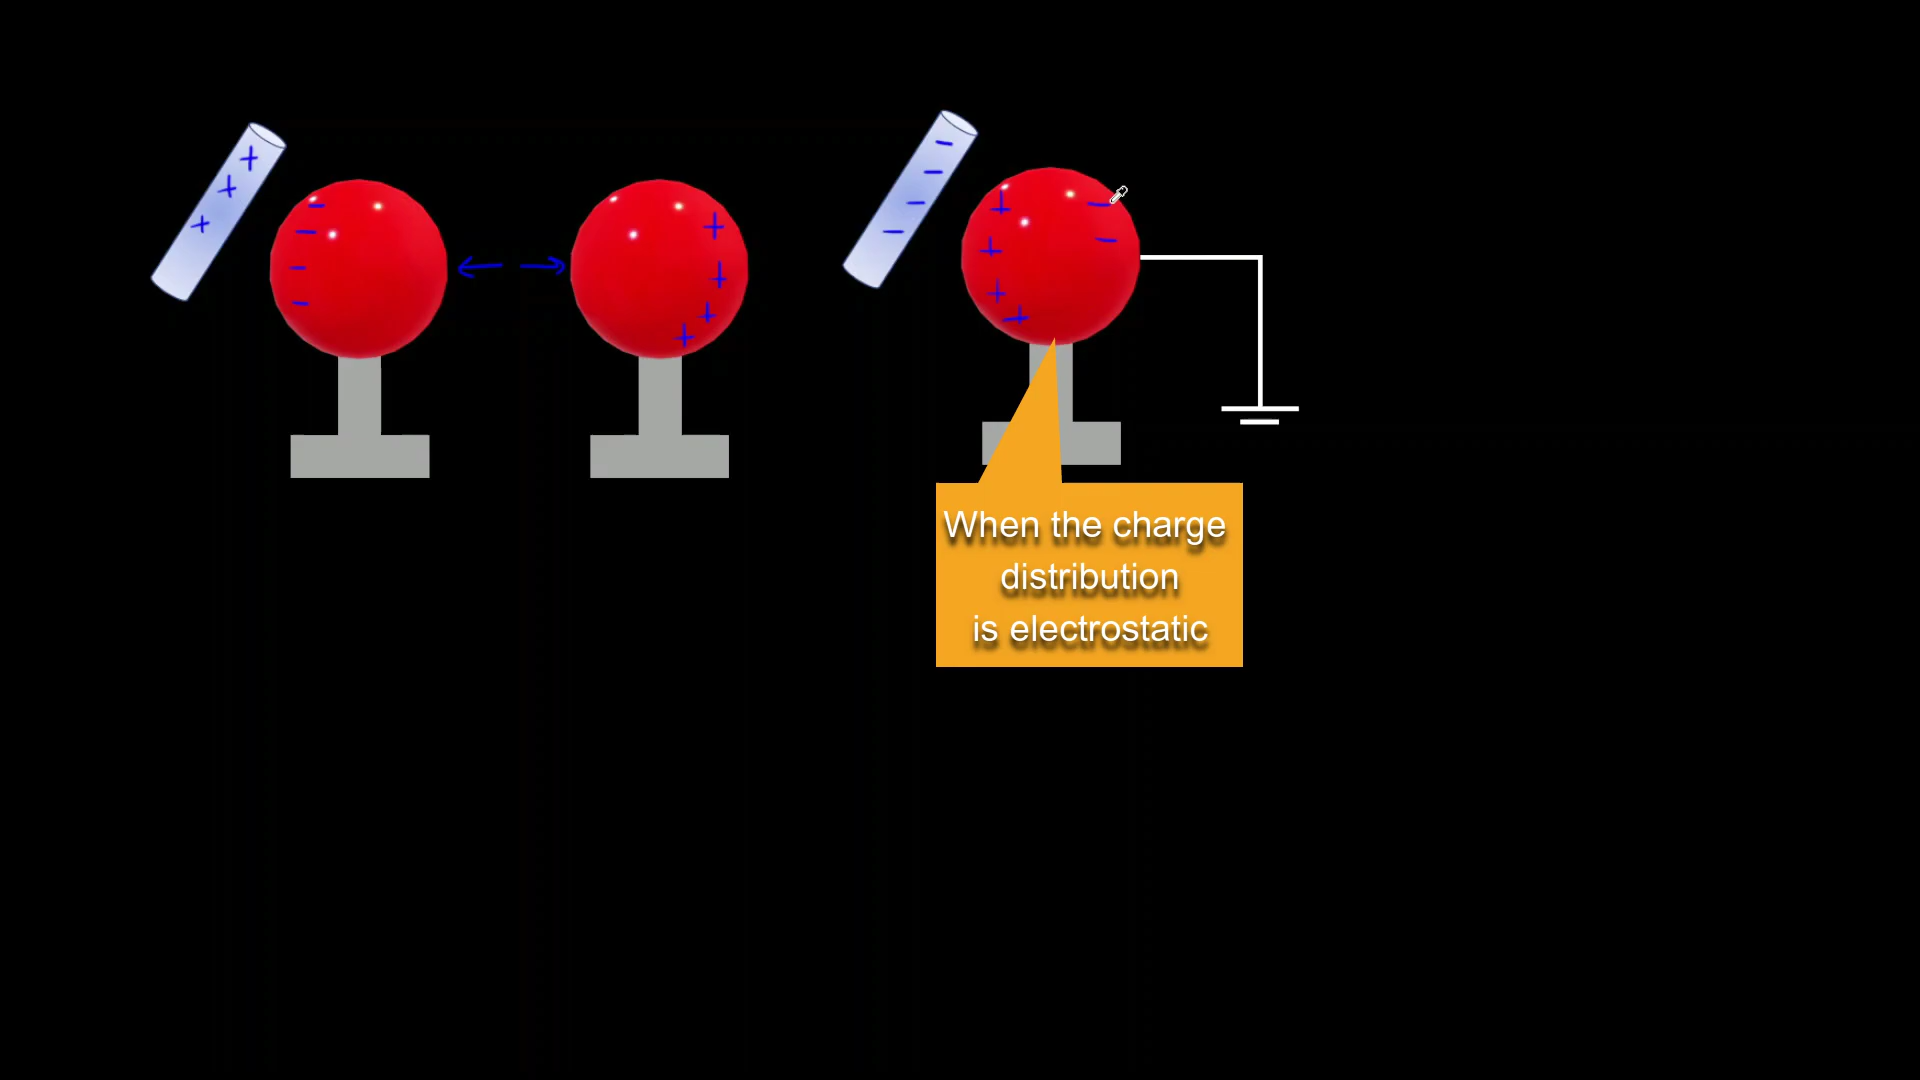 When the charge
distribution
is electrostatic